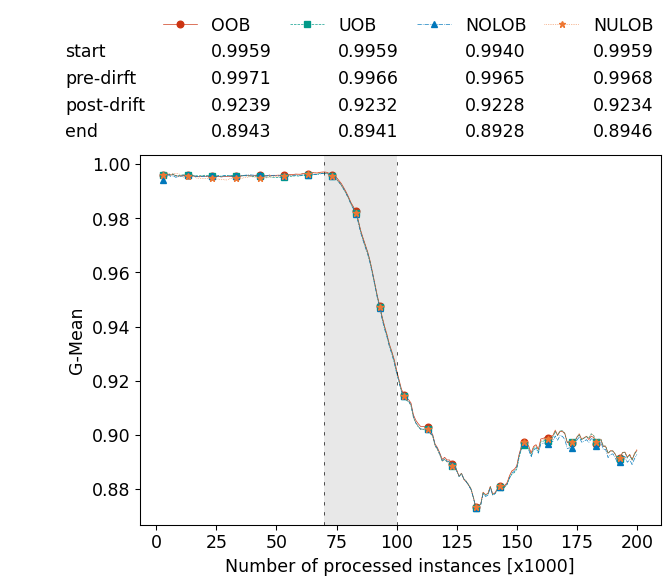 OOB UOB NOLOB NULOB
start 0.9959 0.9959 0.9940 0.9959
pre-dirft 0.9971 0.9966 0.9965 0.9968
post-drift 0.9239 0.9232 0.9228 0.9234
end 0.8943 0.8941 0.8928 0.8946
1.00
0.98
0.96
0.94
0.92
0.90
0.88
G-Mean
0 25 50 75 100 125 150 175 200
Number of processed instances [x1000]